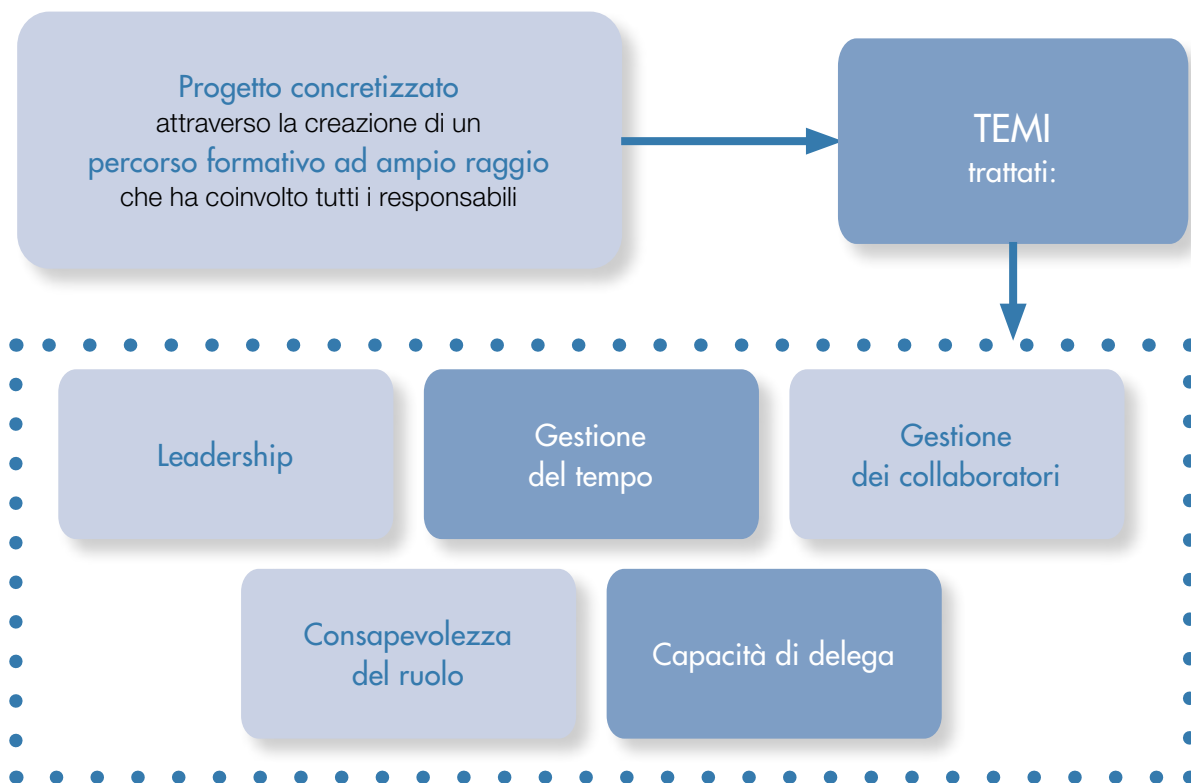 Progetto concretizzato
attraverso la creazione di un
percorso formativo ad ampio raggio
che ha coinvolto tutti i responsabili
TEMI
trattati:
Leadership
Gestione
del tempo
Gestione
dei collaboratori
Consapevolezza
del ruolo
Capacità di delega